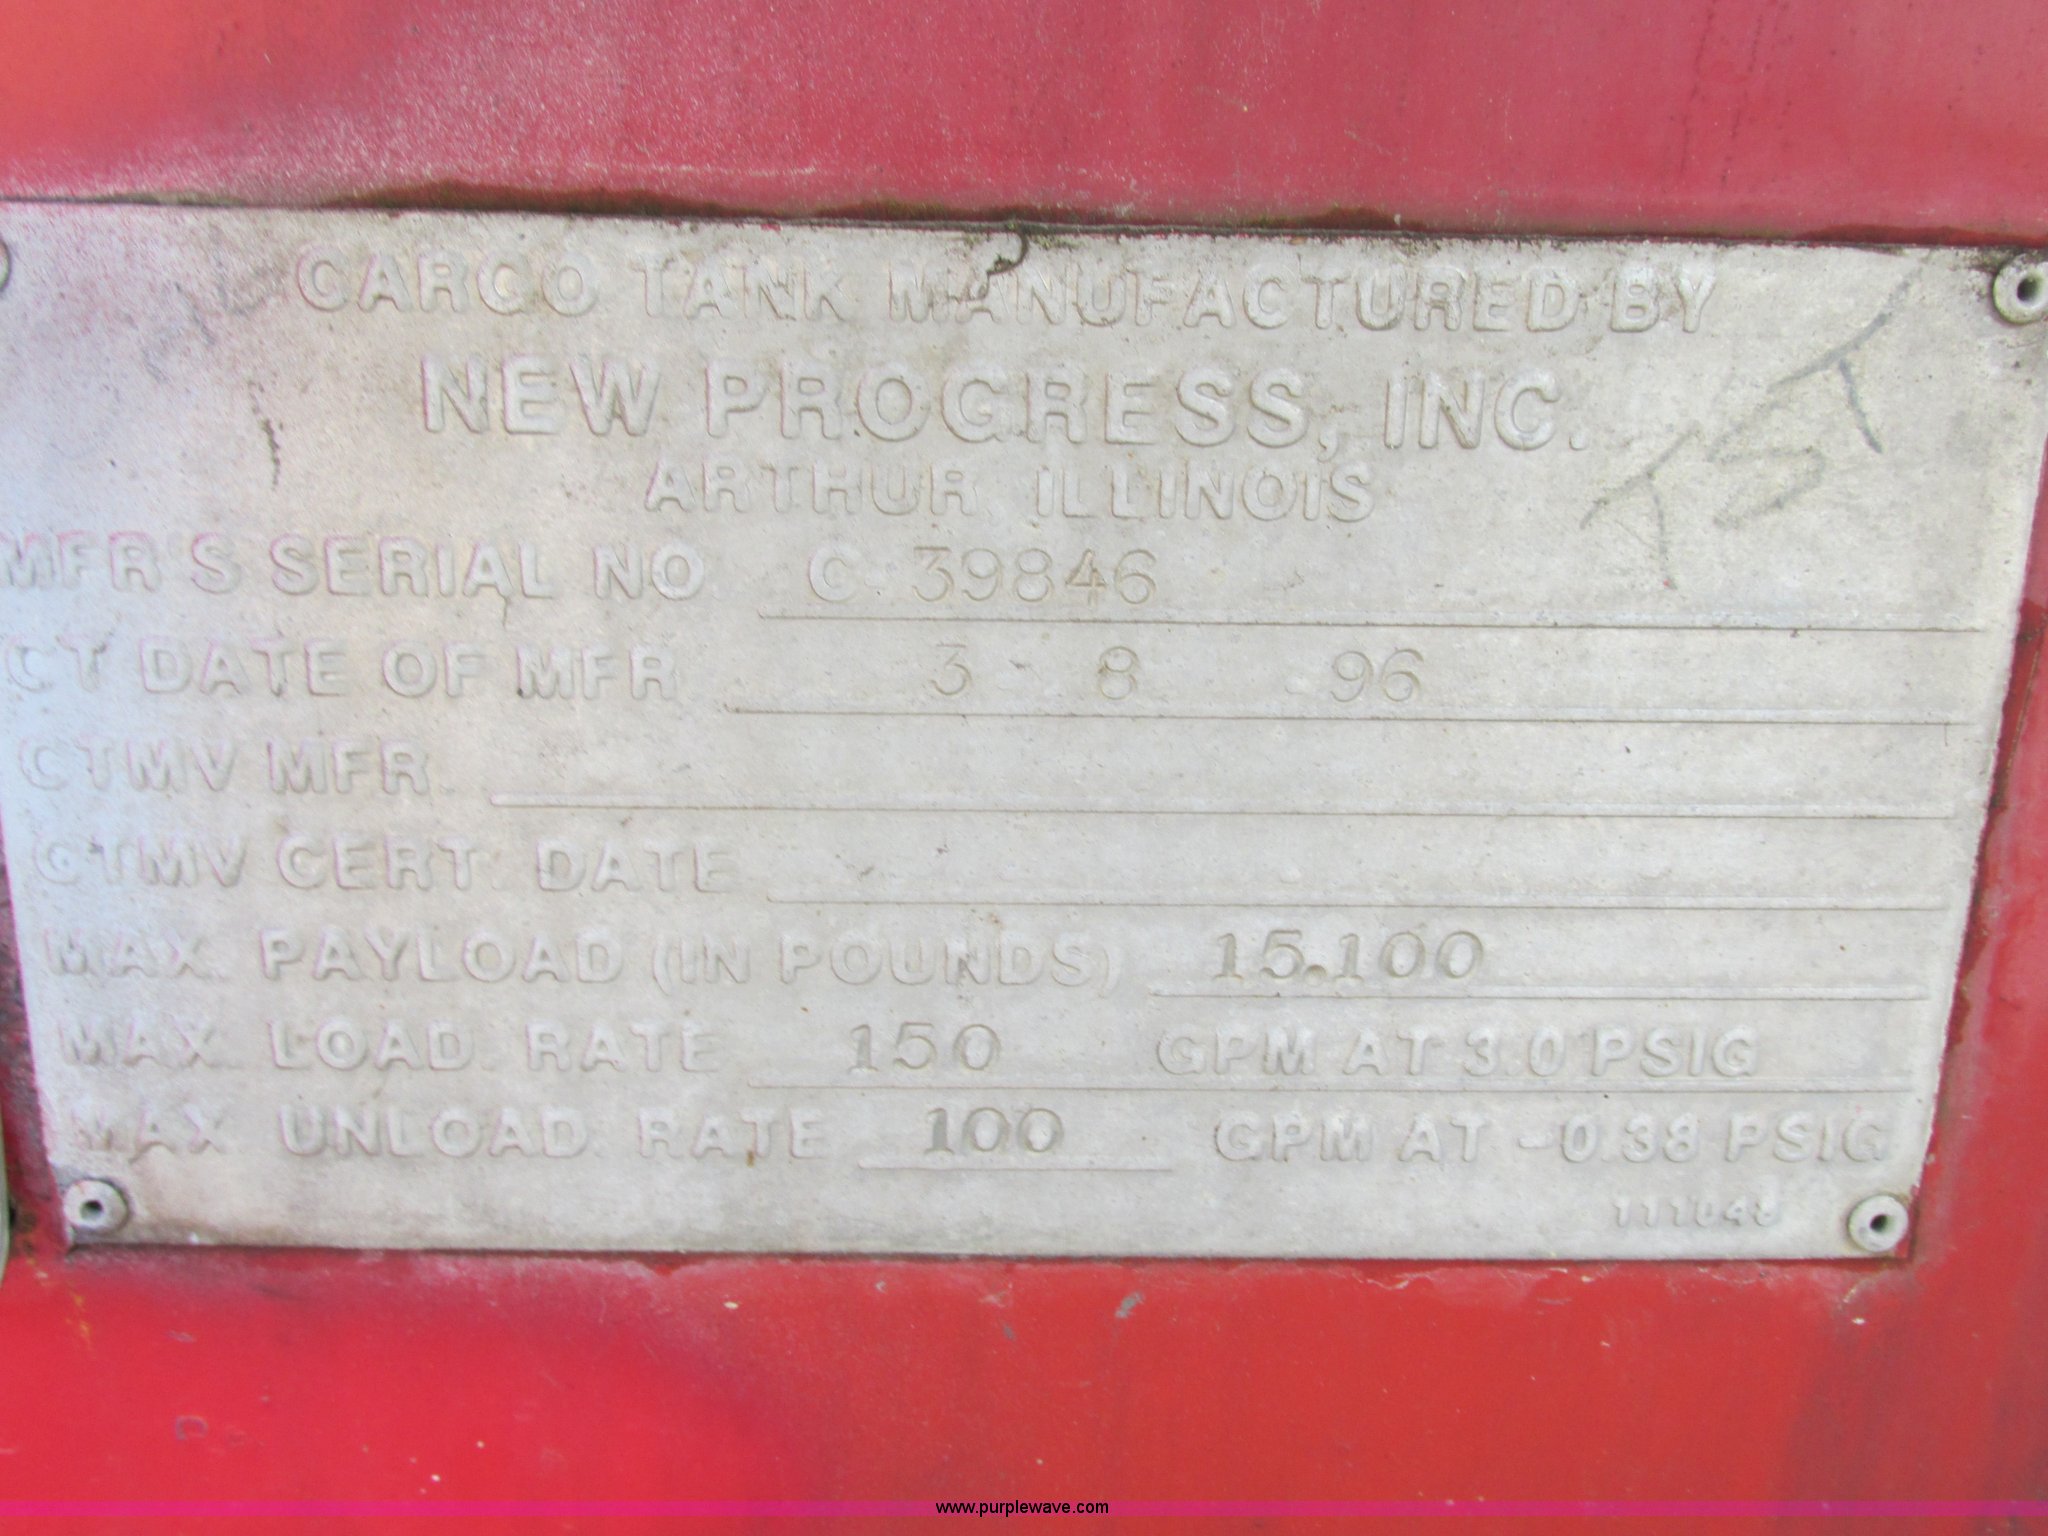 CARGO TANK MANUFACTURED BY
NEW PROGRESS, INC.
ARTHUR ILLINOIS
TST
MFR S SERIAL NO C 39846
CT DATE OF MFR 3 - 8 96
CTMV MFR.
CTMV CERT. DATE
MAX. PAYLOAD (IN POUNDS) 15.100
MAX. LOAD. RATE 150 GPM AT 3.0 PSIG
MAX UNLOAD. RATE 100 GPM AT -0.38 PSIG
111048
www.purplewave.com